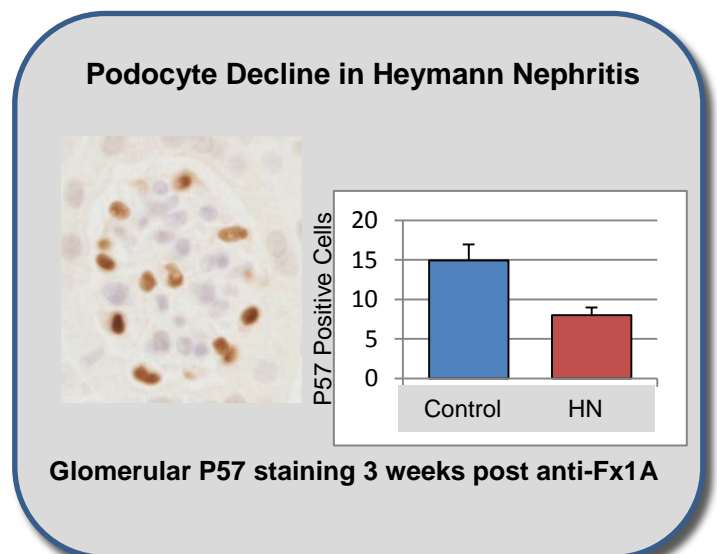 Podocyte Decline in Heymann Nephritis
P57 Positive Cells
20
15
10
5
0
Control HN
Glomerular P57 staining 3 weeks post anti-Fx1A